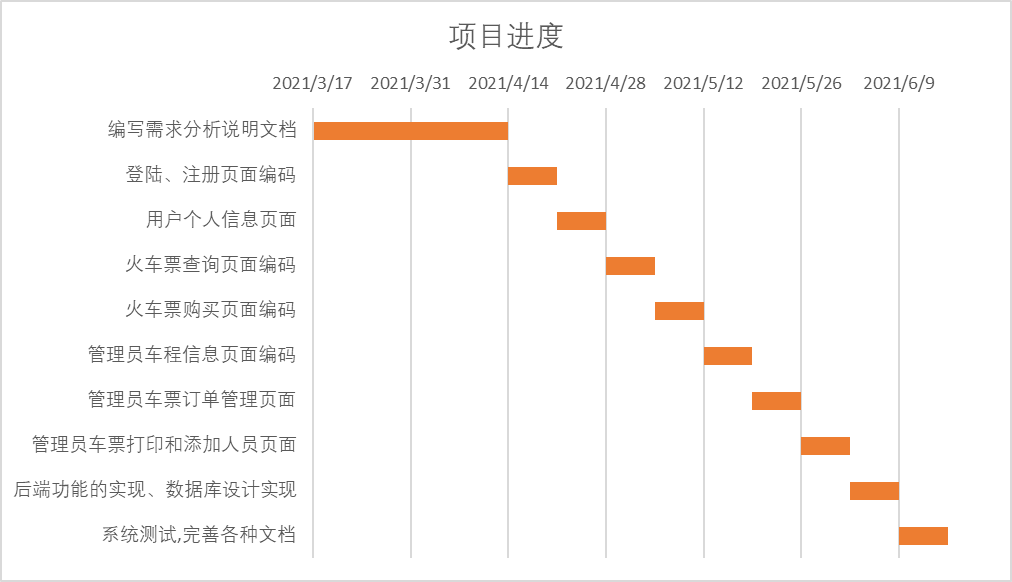 项目进度
2021/3/17 2021/3/31 2021/4/14 2021/4/28 2021/5/12 2021/5/26 2021/6/9
编写需求分析说明文档
登陆、注册页面编码
用户个人信息页面
火车票查询页面编码
火车票购买页面编码
管理员车程信息页面编码
管理员车票订单管理页面
管理员车票打印和添加人员页面
后端功能的实现、数据库设计实现
系统测试,完善各种文档